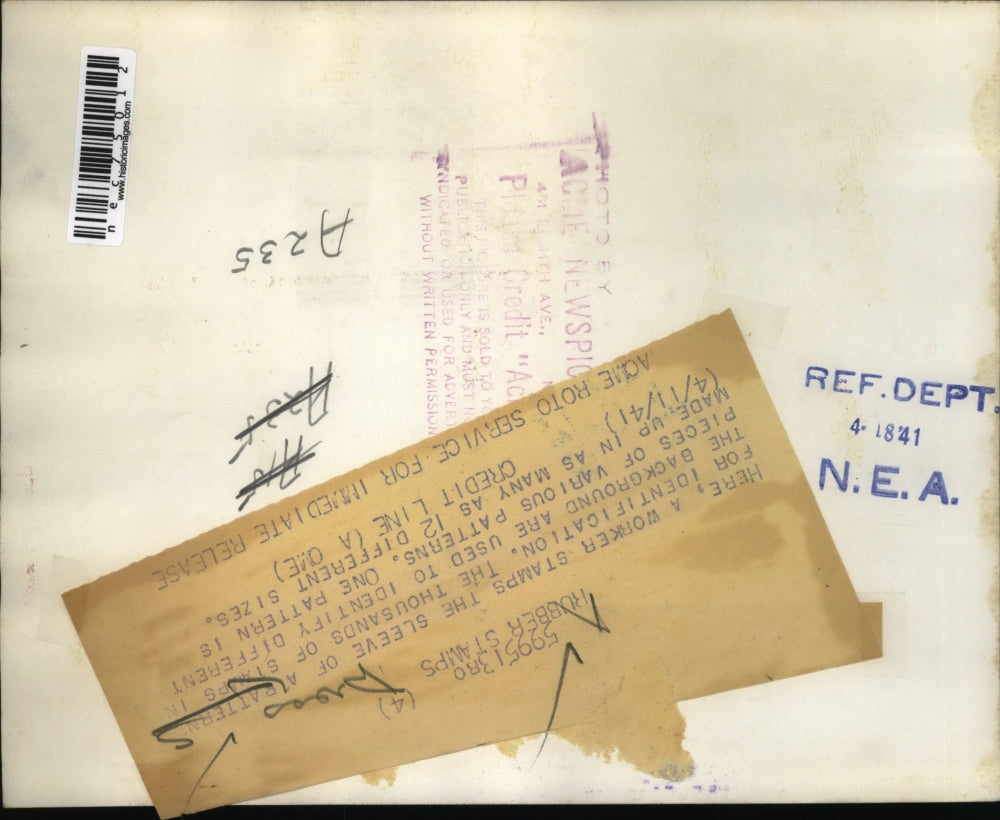 www.historicimages.com
nec75012
A235
PHOTO BY
ACME NEWSPIC
461 EIGHTH AVE., N
Please Credit "Ac
THIS PICTURE IS SOLD TO YO
PUBLICATION ONLY AND MUST N
INDICATED OR USED FOR ADVERT
WITHOUT WRITTEN PERMISSION
REF. DEPT.
4-1841
N. E. A.
(4)
599513RO
RUBBER STAMPS
HERE, A WORKER STAMPS THE SLEEVE OF A PATTERN
FOR IDENTIFICATION. THE THOUSANDS OF STAMPS IN
THE BACKGROUND ARE USED TO IDENTIFY DIFFERENT
PIECES OF VARIOUS PATTERNS. ONE PATTERN IS
MADE UP IN AS MANY AS 12 DIFFERENT SIZES.
(4/11/41) CREDIT LINE (ACME)
ACME ROTO SERVICE FOR IMMEDIATE RELEASE